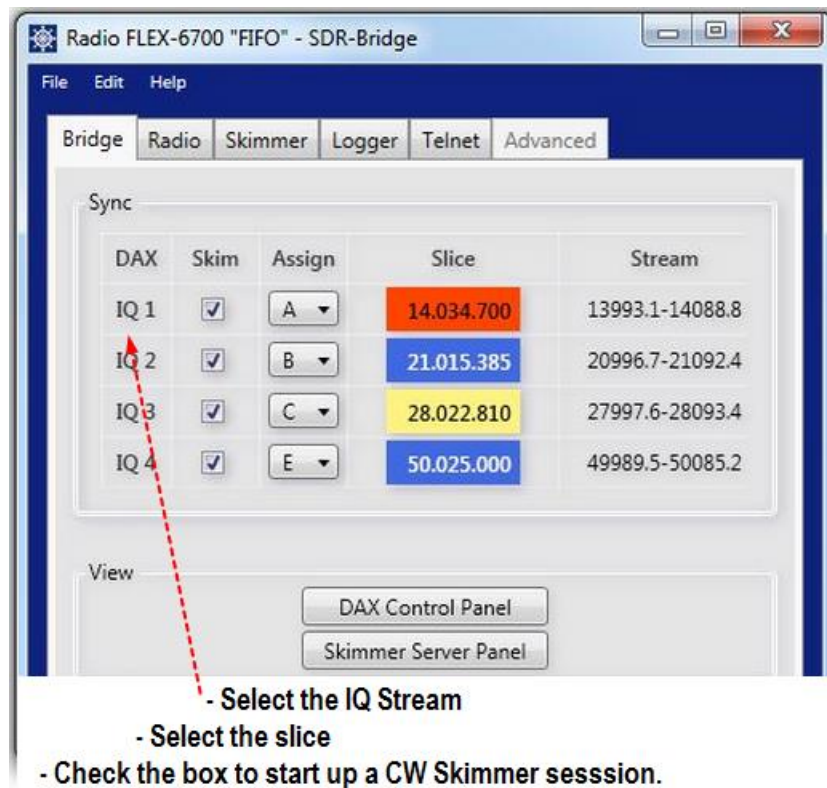 Radio FLEX-6700 "FIFO" - SDR-Bridge
File Edit Help
Bridge Radio Skimmer Logger Telnet Advanced
Sync
DAX Skim Assign Slice Stream
IQ 1 A 14.034.700 13993.1-14088.8
IQ 2 B 21.015.385 20996.7-21092.4
IQ 3 C 28.022.810 27997.6-28093.4
IQ 4 E 50.025.000 49989.5-50085.2
View
DAX Control Panel
Skimmer Server Panel
- Select the IQ Stream
- Select the slice
- Check the box to start up a CW Skimmer sesssion.